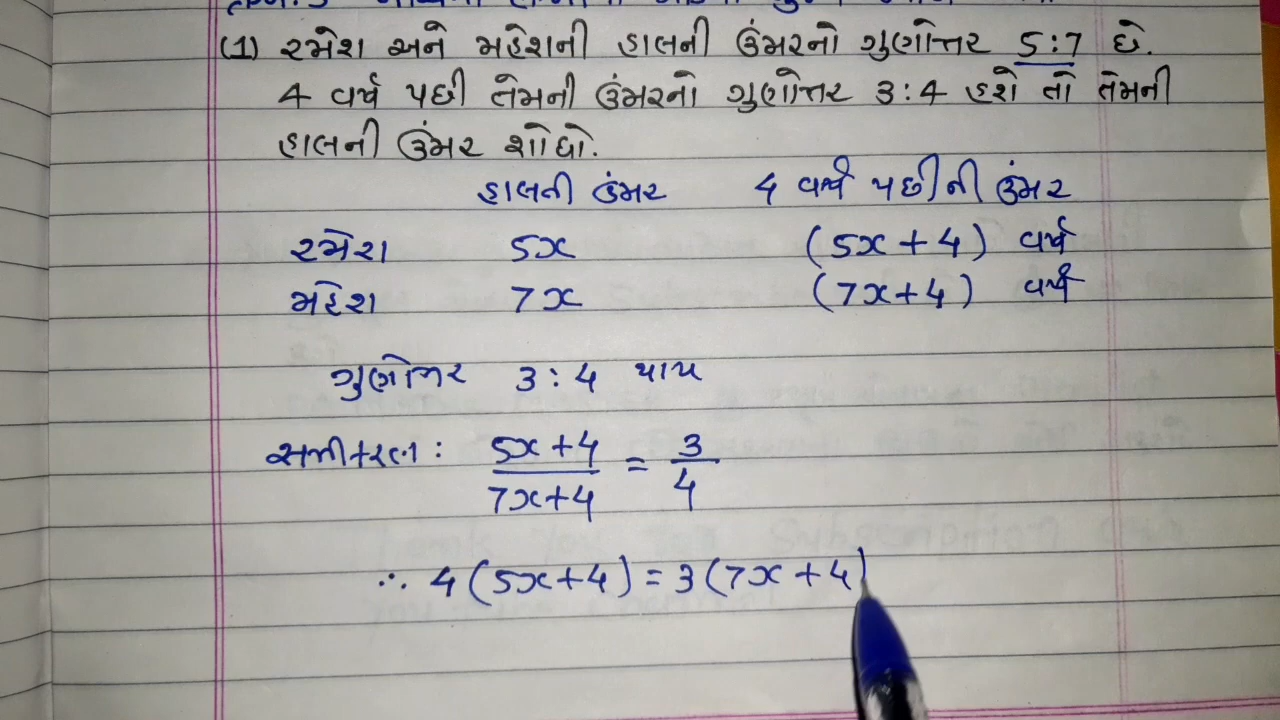 (1) રમેશ અને મહેશની હાલની ઉંમરનો ગુણોત્તર 5:7 છે.
4 વર્ષ પછી તેમની ઉંમરનો ગુણોત્તર 3:4 હશે તો તેમની
હાલની ઉંમર શોધો.
હાલની ઉંમર 4 વર્ષ પછીની ઉંમર
રમેશ 5x (5x+4) વર્ષ
મહેશ 7x (7x+4) વર્ષ
ગુણોત્તર 3:4 થાય
સમીકરણ: (5x+4)/(7x+4) = 3/4
∴ 4(5x+4)=3(7x+4)